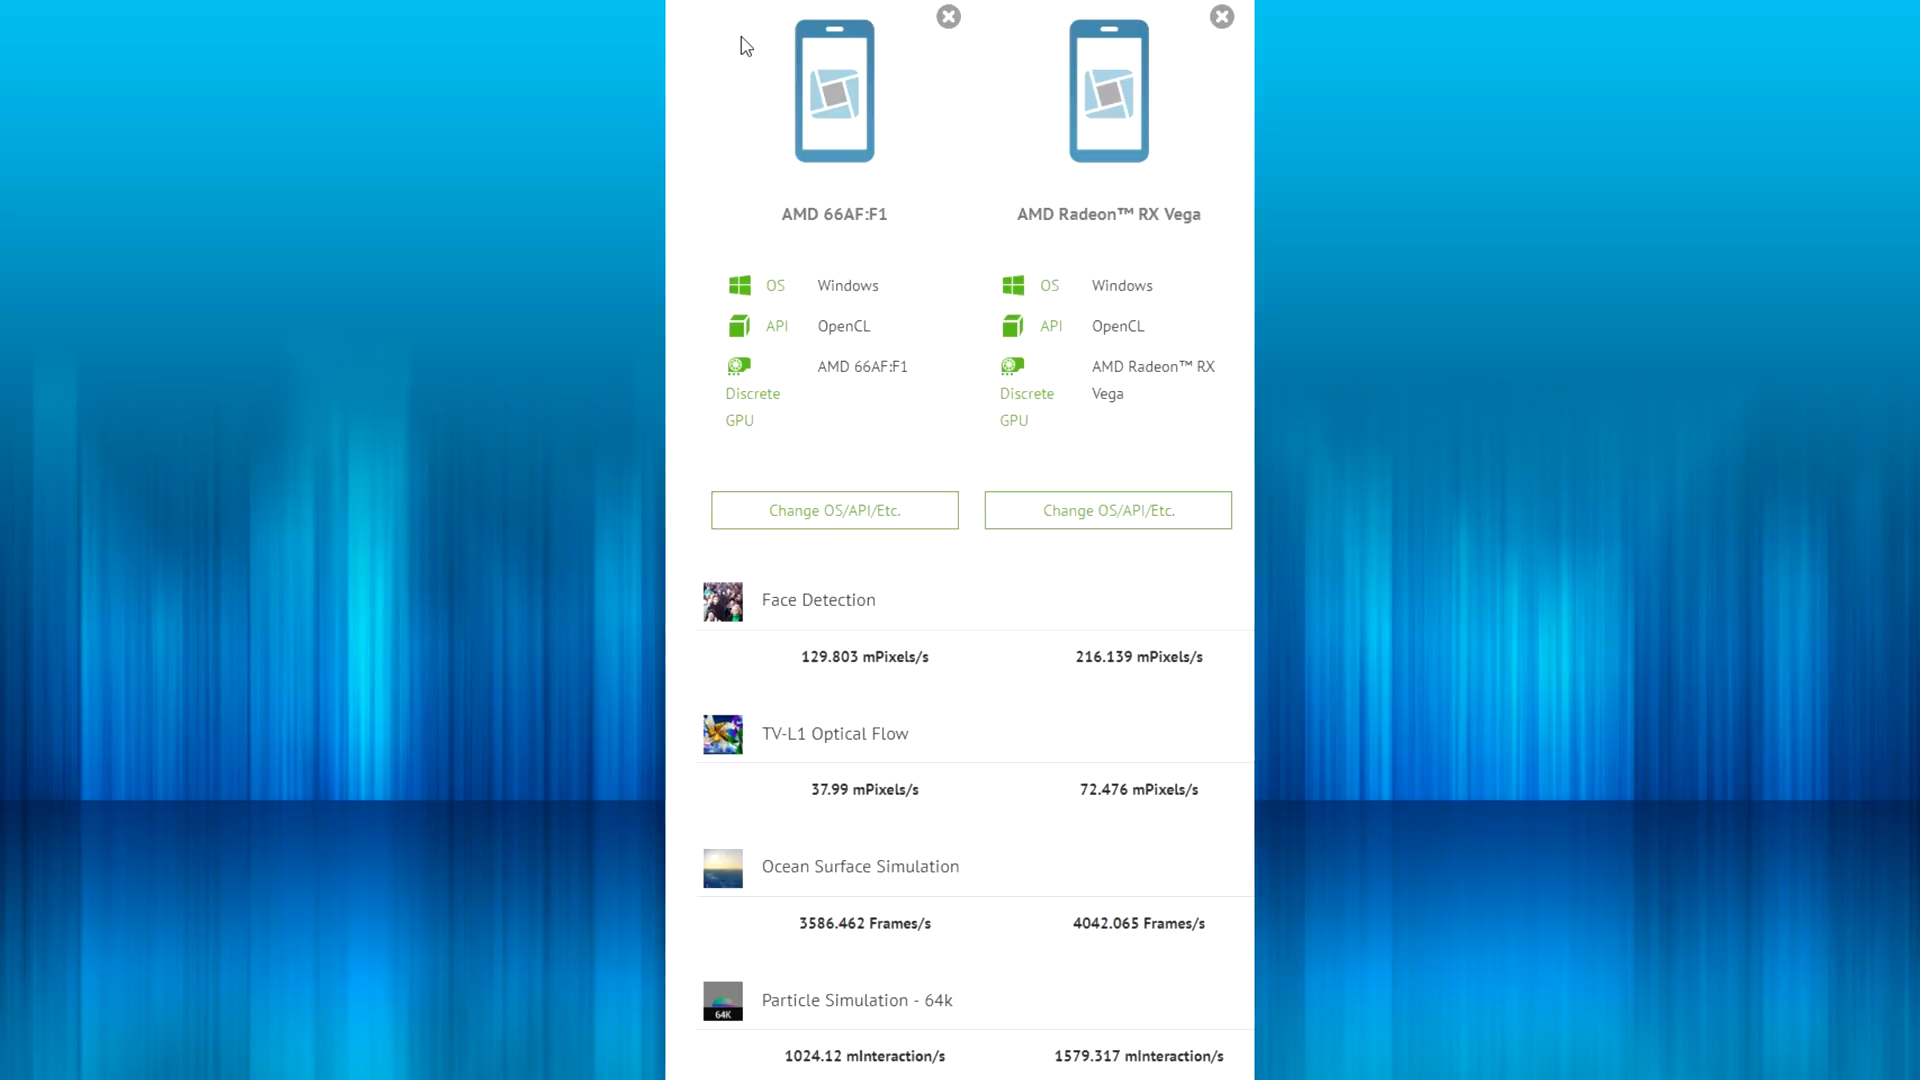 AMD 66AF:F1 AMD Radeon™ RX Vega
OS Windows OS Windows
API OpenCL API OpenCL
AMD 66AF:F1 AMD Radeon™ RX
Discrete Discrete Vega
GPU GPU
Change OS/API/Etc. Change OS/API/Etc.
Face Detection
129.803 mPixels/s 216.139 mPixels/s
TV-L1 Optical Flow
37.99 mPixels/s 72.476 mPixels/s
Ocean Surface Simulation
3586.462 Frames/s 4042.065 Frames/s
64K Particle Simulation - 64k
1024.12 mInteraction/s 1579.317 mInteraction/s